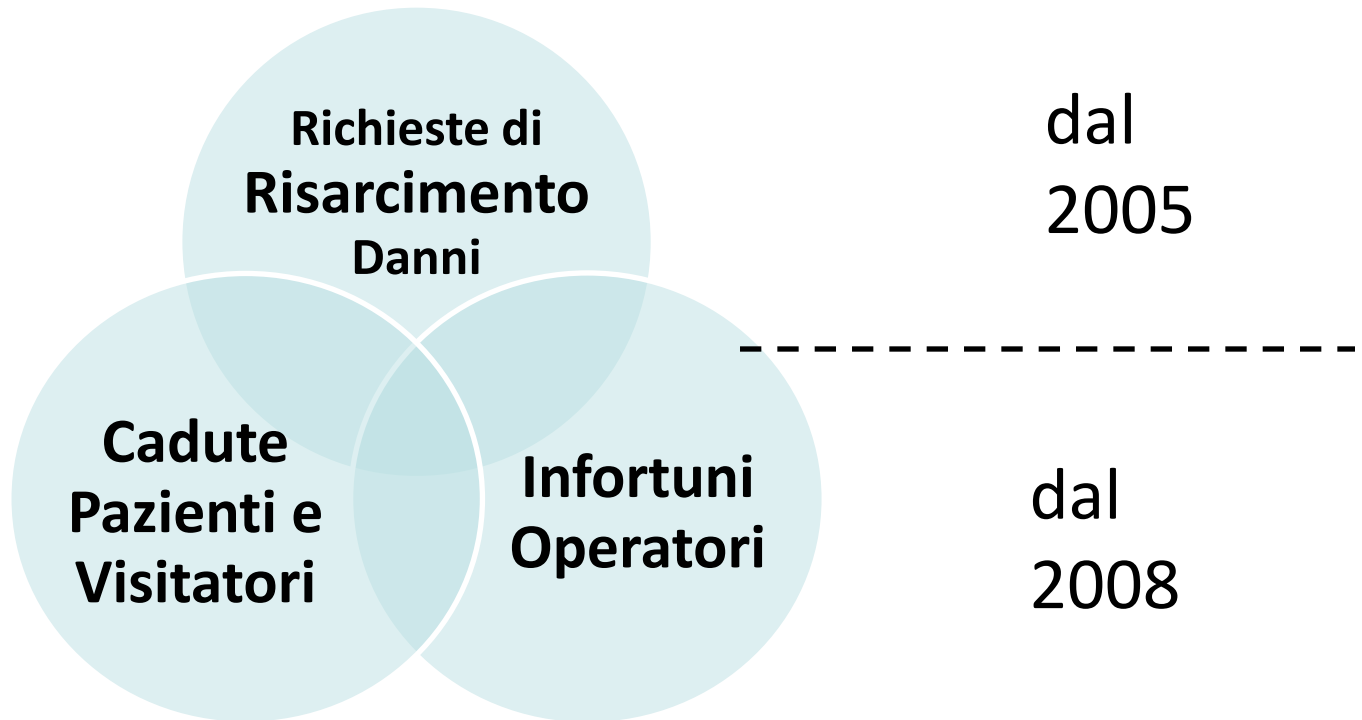 Richieste di
Risarcimento
Danni
dal
2005
Cadute
Pazienti e
Visitatori
Infortuni
Operatori
dal
2008